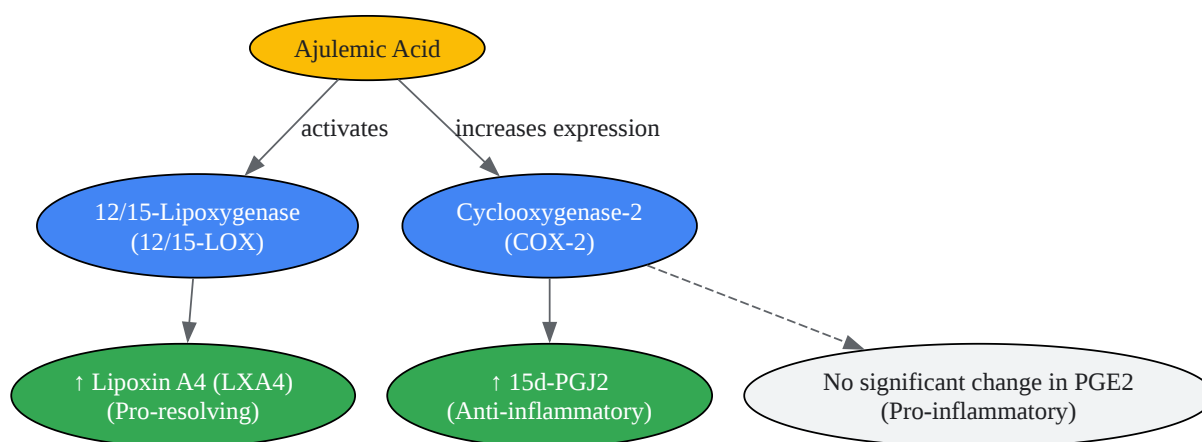 Ajulemic Acid
activates
increases expression
12/15-Lipoxygenase
(12/15-LOX)
Cyclooxygenase-2
(COX-2)
↑ Lipoxin A4 (LXA4)
(Pro-resolving)
↑ 15d-PGJ2
(Anti-inflammatory)
No significant change in PGE2
(Pro-inflammatory)